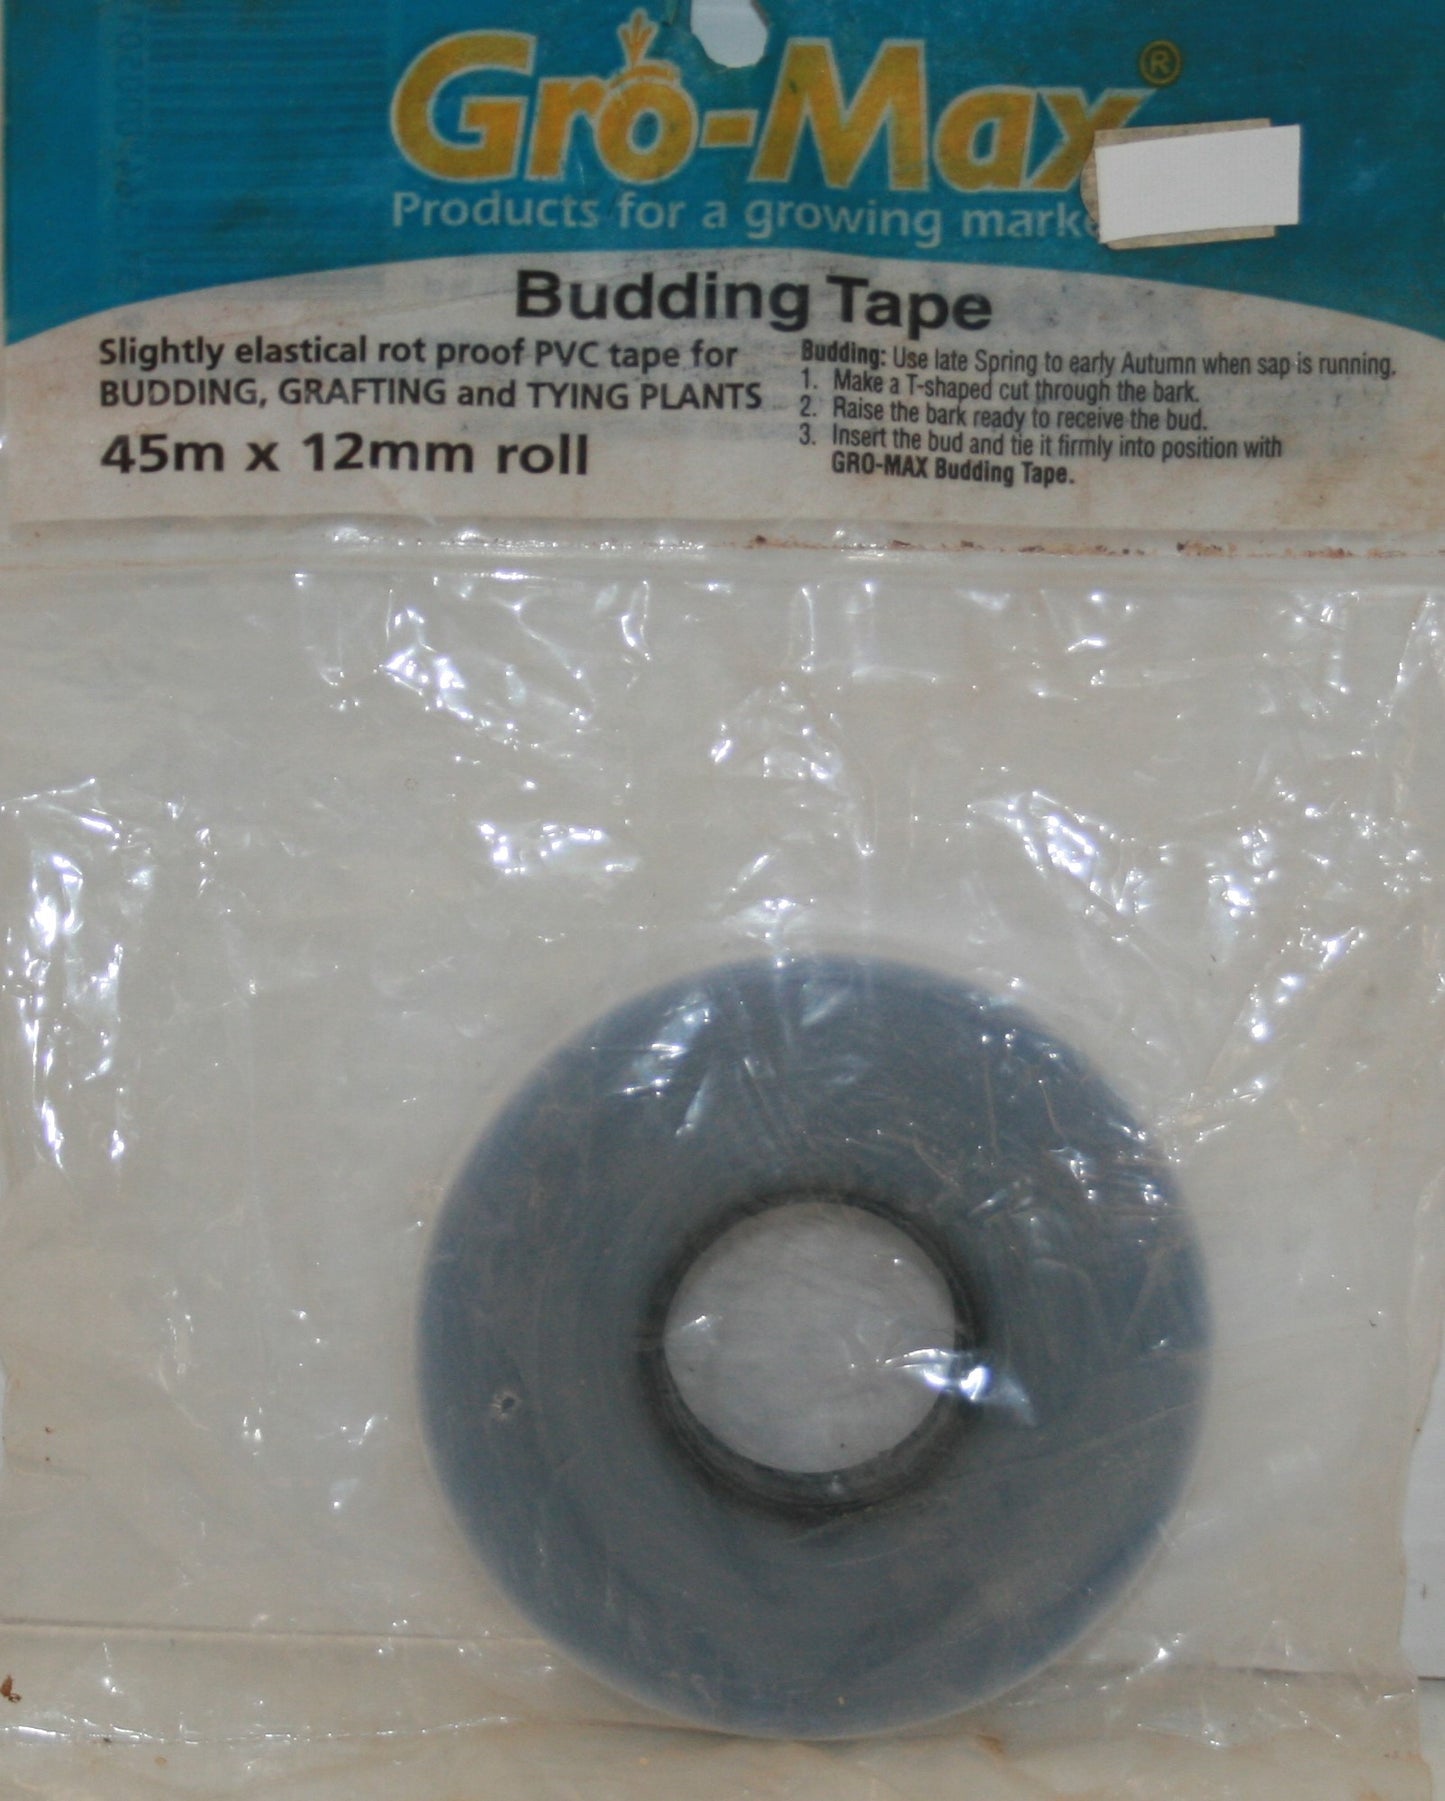 Gro-Max®
Products for a growing
Budding Tape
Slightly elastical rot proof PVC tape for
BUDDING, GRAFTING and TYING PLANTS
45m x 12mm roll
Budding: Use late Spring to early Autumn when sap is running.
1. Make a T-shaped cut through the bark.
2. Raise the bark ready to receive the bud.
3. Insert the bud and tie it firmly into position with
GRO-MAX Budding Tape.